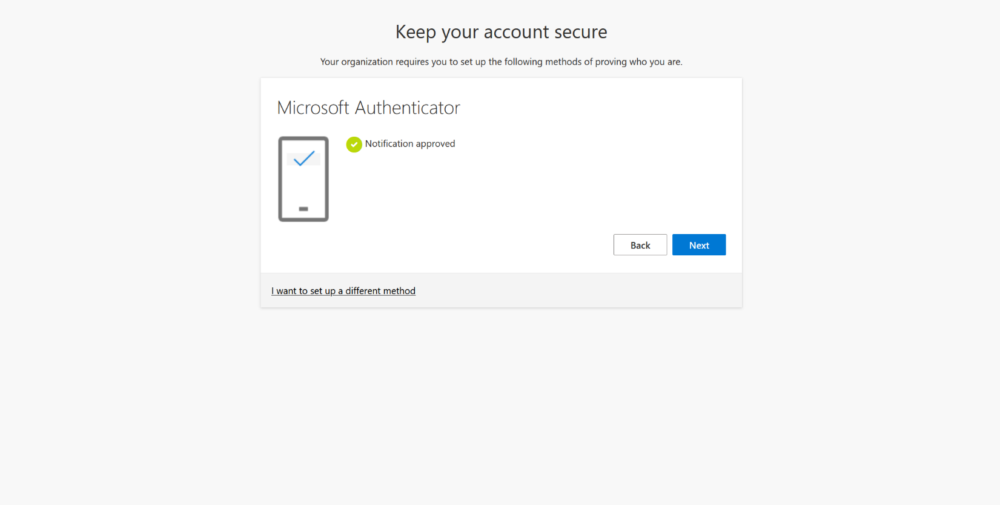 Keep your account secure
Your organization requires you to set up the following methods of proving who you are.
Microsoft Authenticator
Notification approved
Back
Next
I want to set up a different method